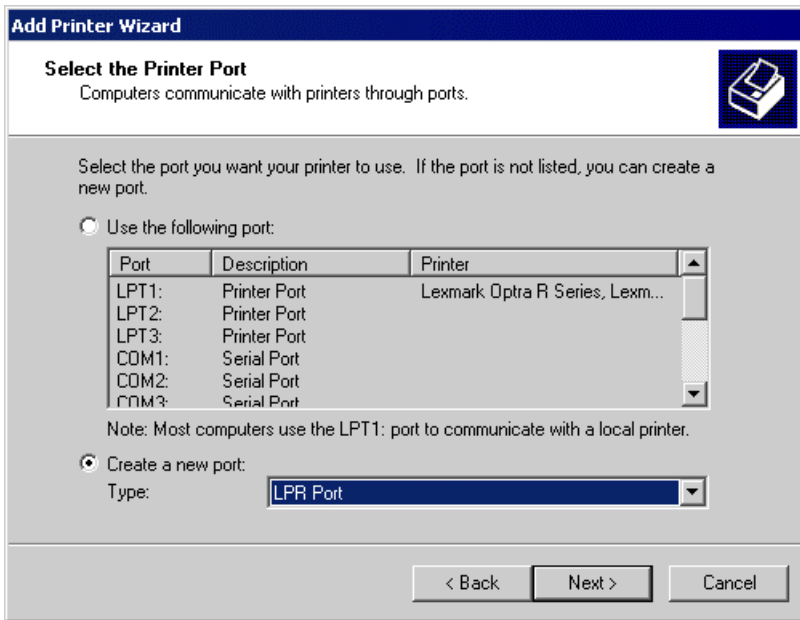 Add Printer Wizard
Select the Printer Port
Computers communicate with printers through ports.
Select the port you want your printer to use. If the port is not listed, you can create a
new port.
Use the following port:
Port Description Printer
LPT1: Printer Port Lexmark Optra R Series, Lexm...
LPT2: Printer Port
LPT3: Printer Port
COM1: Serial Port
COM2: Serial Port
COM3: Serial Port
Note: Most computers use the LPT1: port to communicate with a local printer.
Create a new port:
Type: LPR Port
< Back Next > Cancel